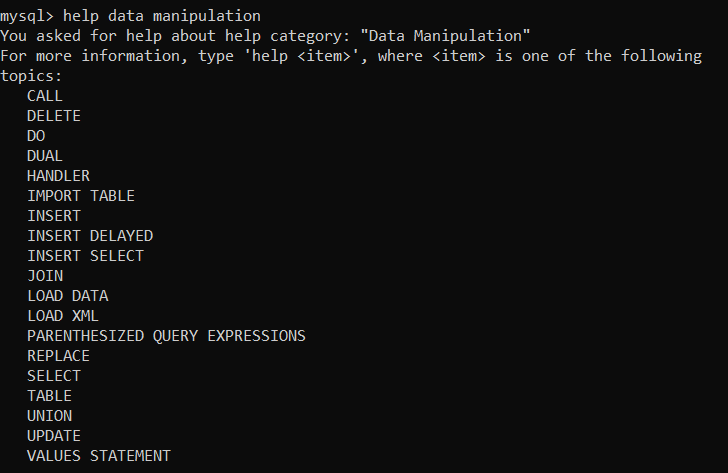 mysql> help data manipulation
You asked for help about help category: "Data Manipulation"
For more information, type 'help <item>', where <item> is one of the following
topics:
   CALL
   DELETE
   DO
   DUAL
   HANDLER
   IMPORT TABLE
   INSERT
   INSERT DELAYED
   INSERT SELECT
   JOIN
   LOAD DATA
   LOAD XML
   PARENTHESIZED QUERY EXPRESSIONS
   REPLACE
   SELECT
   TABLE
   UNION
   UPDATE
   VALUES STATEMENT